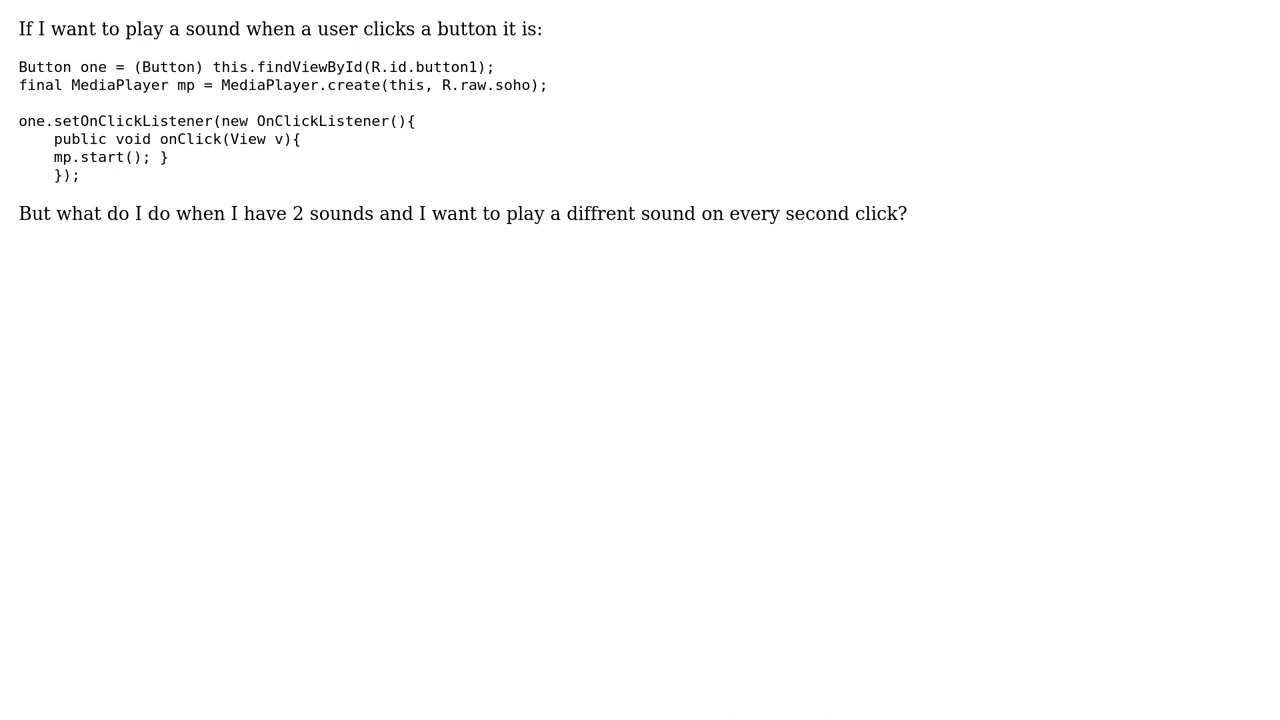 If I want to play a sound when a user clicks a button it is:
Button one = (Button) this.findViewById(R.id.button1);
final MediaPlayer mp = MediaPlayer.create(this, R.raw.soho);
one.setOnClickListener(new OnClickListener(){
    public void onClick(View v){
    mp.start(); }
    });
But what do I do when I have 2 sounds and I want to play a diffrent sound on every second click?